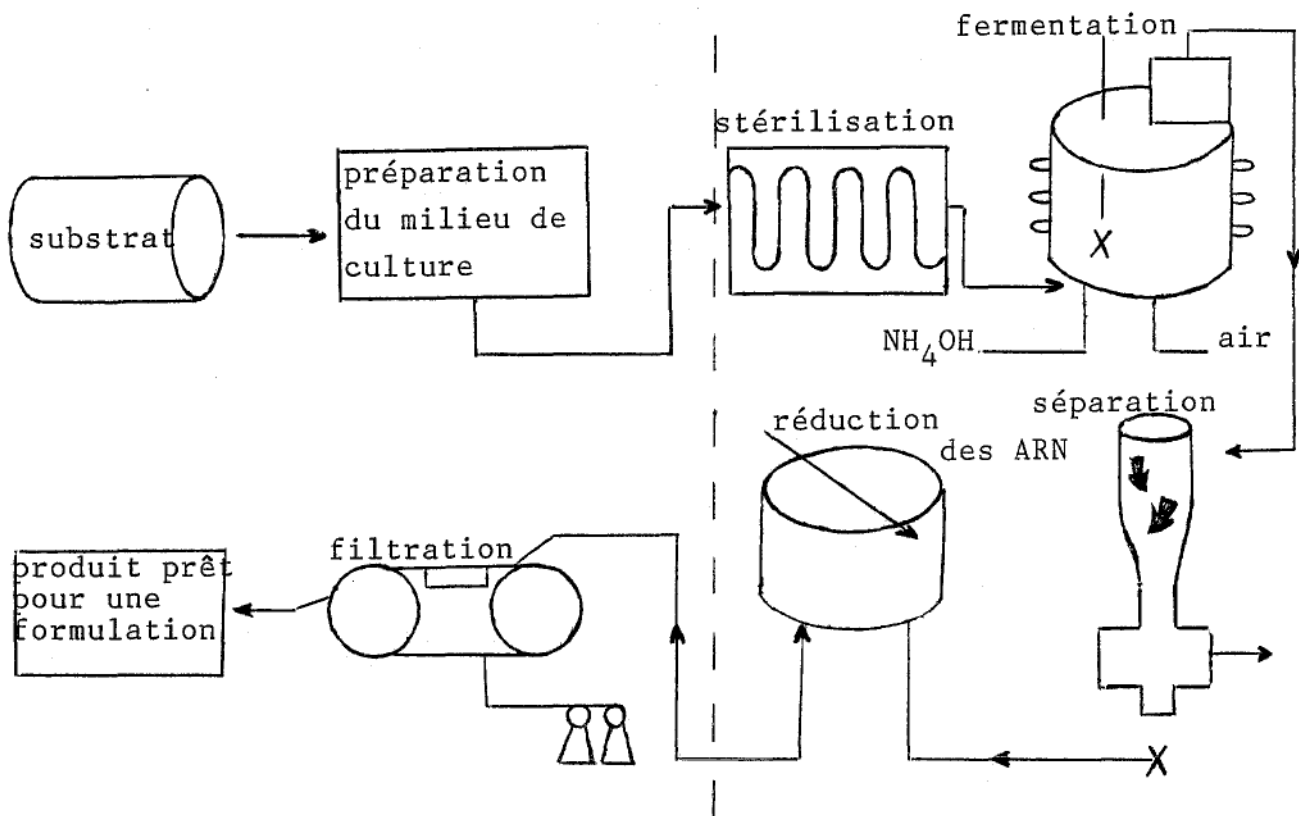 fermentation
stérilisation
préparation
du milieu de
culture
substrat
NH₄OH
air
séparation
réduction
des ARN
filtration
produit prêt
pour une
formulation